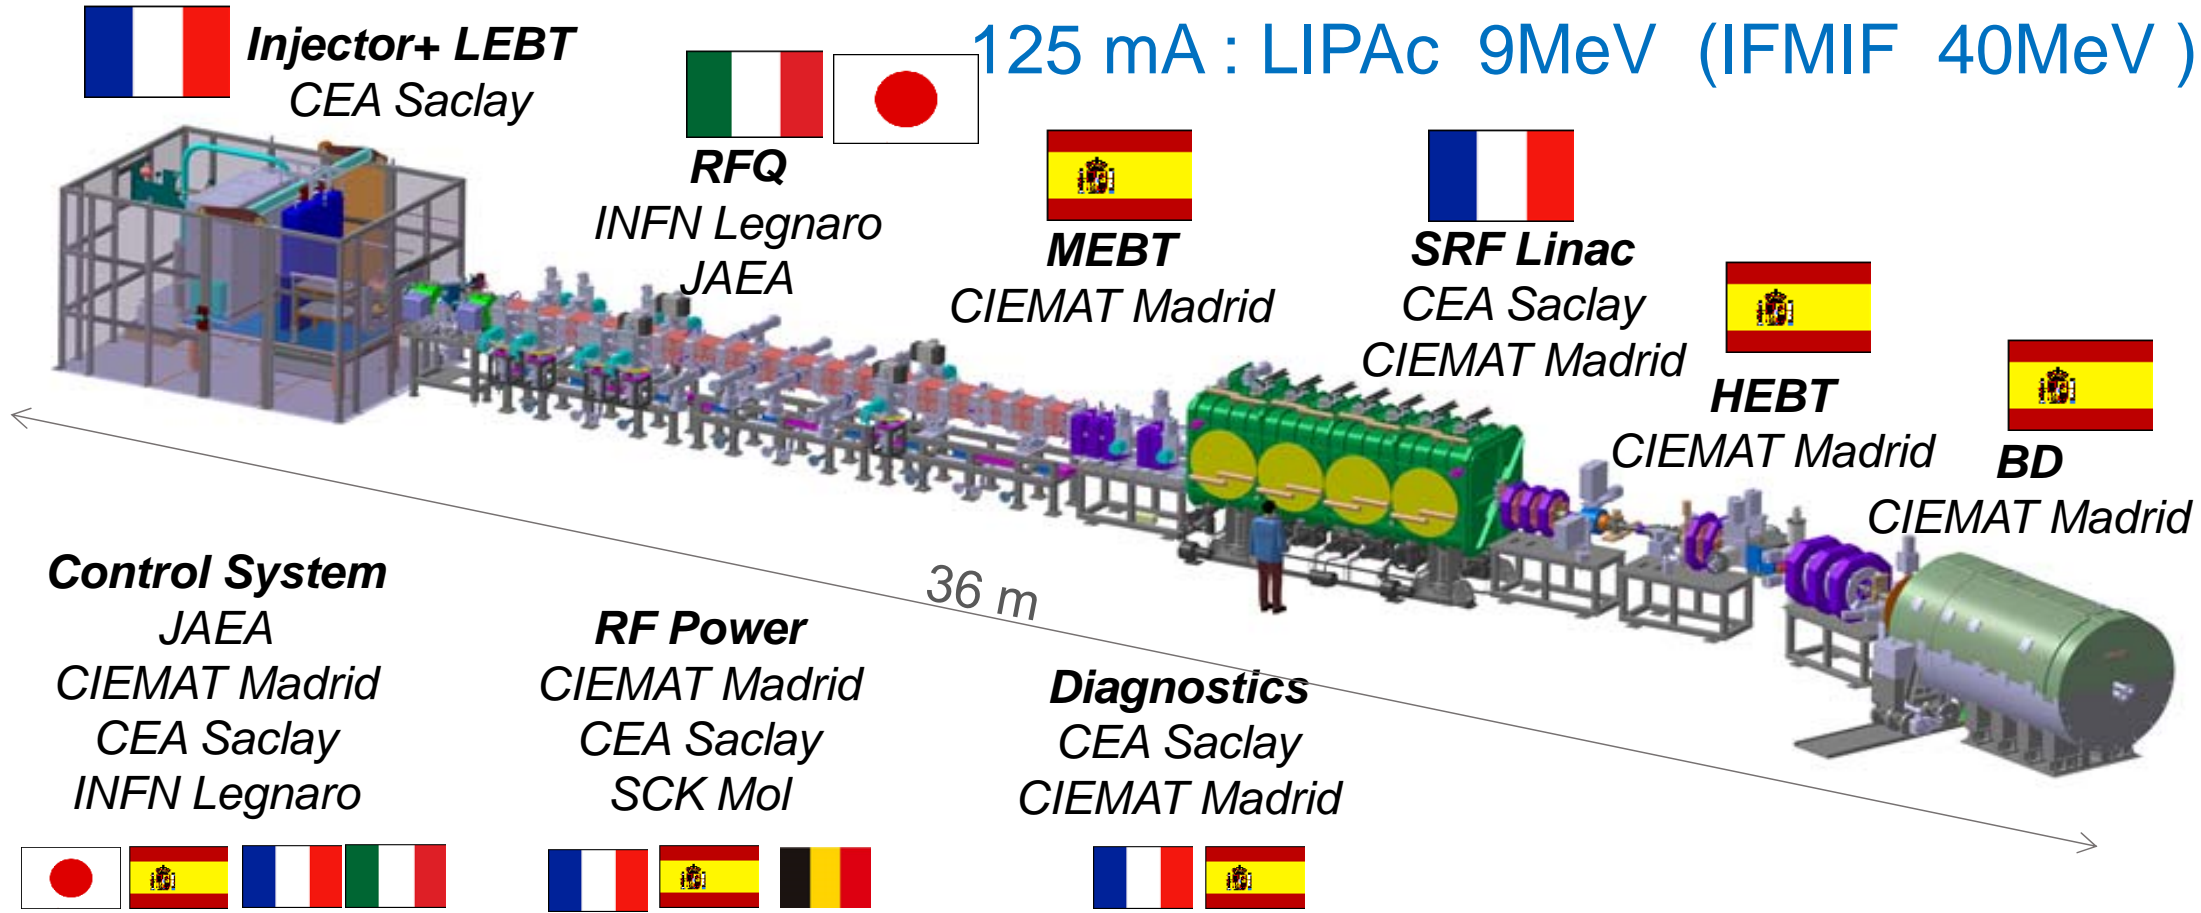 125 mA : LIPAc 9MeV (IFMIF 40MeV )
Injector+ LEBT
CEA Saclay
RFQ
INFN Legnaro
JAEA
MEBT
CIEMAT Madrid
SRF Linac
CEA Saclay
CIEMAT Madrid
HEBT
CIEMAT Madrid
BD
CIEMAT Madrid
36 m
Control System
JAEA
CIEMAT Madrid
CEA Saclay
INFN Legnaro
RF Power
CIEMAT Madrid
CEA Saclay
SCK Mol
Diagnostics
CEA Saclay
CIEMAT Madrid